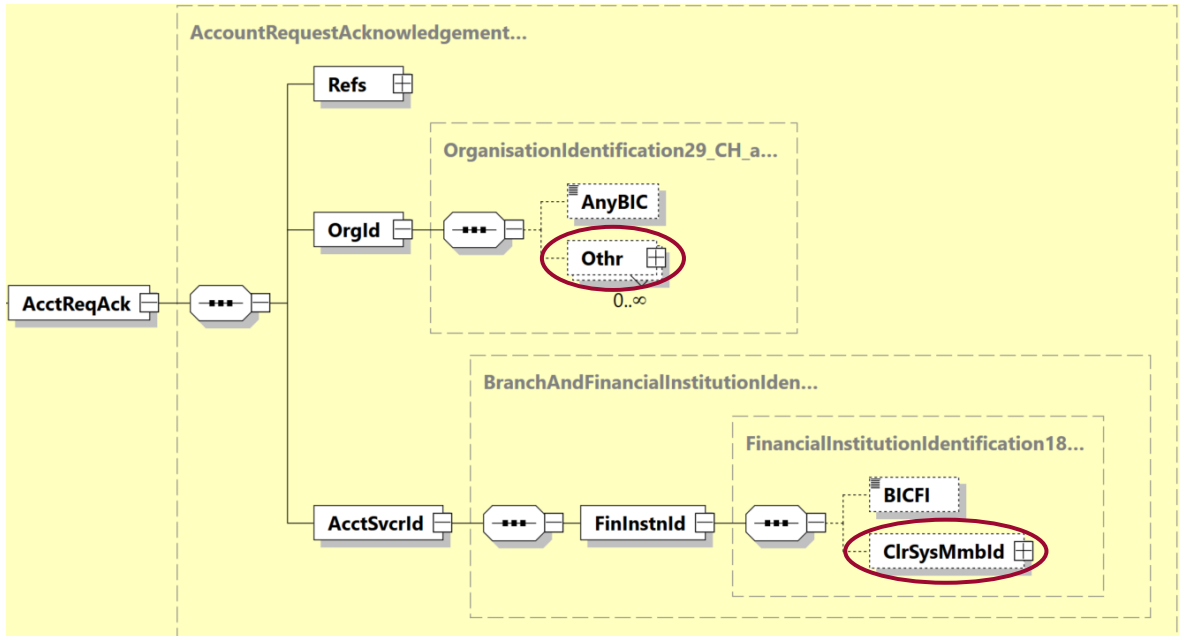 AccountRequestAcknowledgement...
Refs
OrganisationIdentification29_CH_a...
AnyBIC
OrgId
Othr
0..∞
AcctReqAck
BranchAndFinancialInstitutionIden...
FinancialInstitutionIdentification18...
BICFI
AcctSvcrId
FinInstnId
ClrSysMmbId